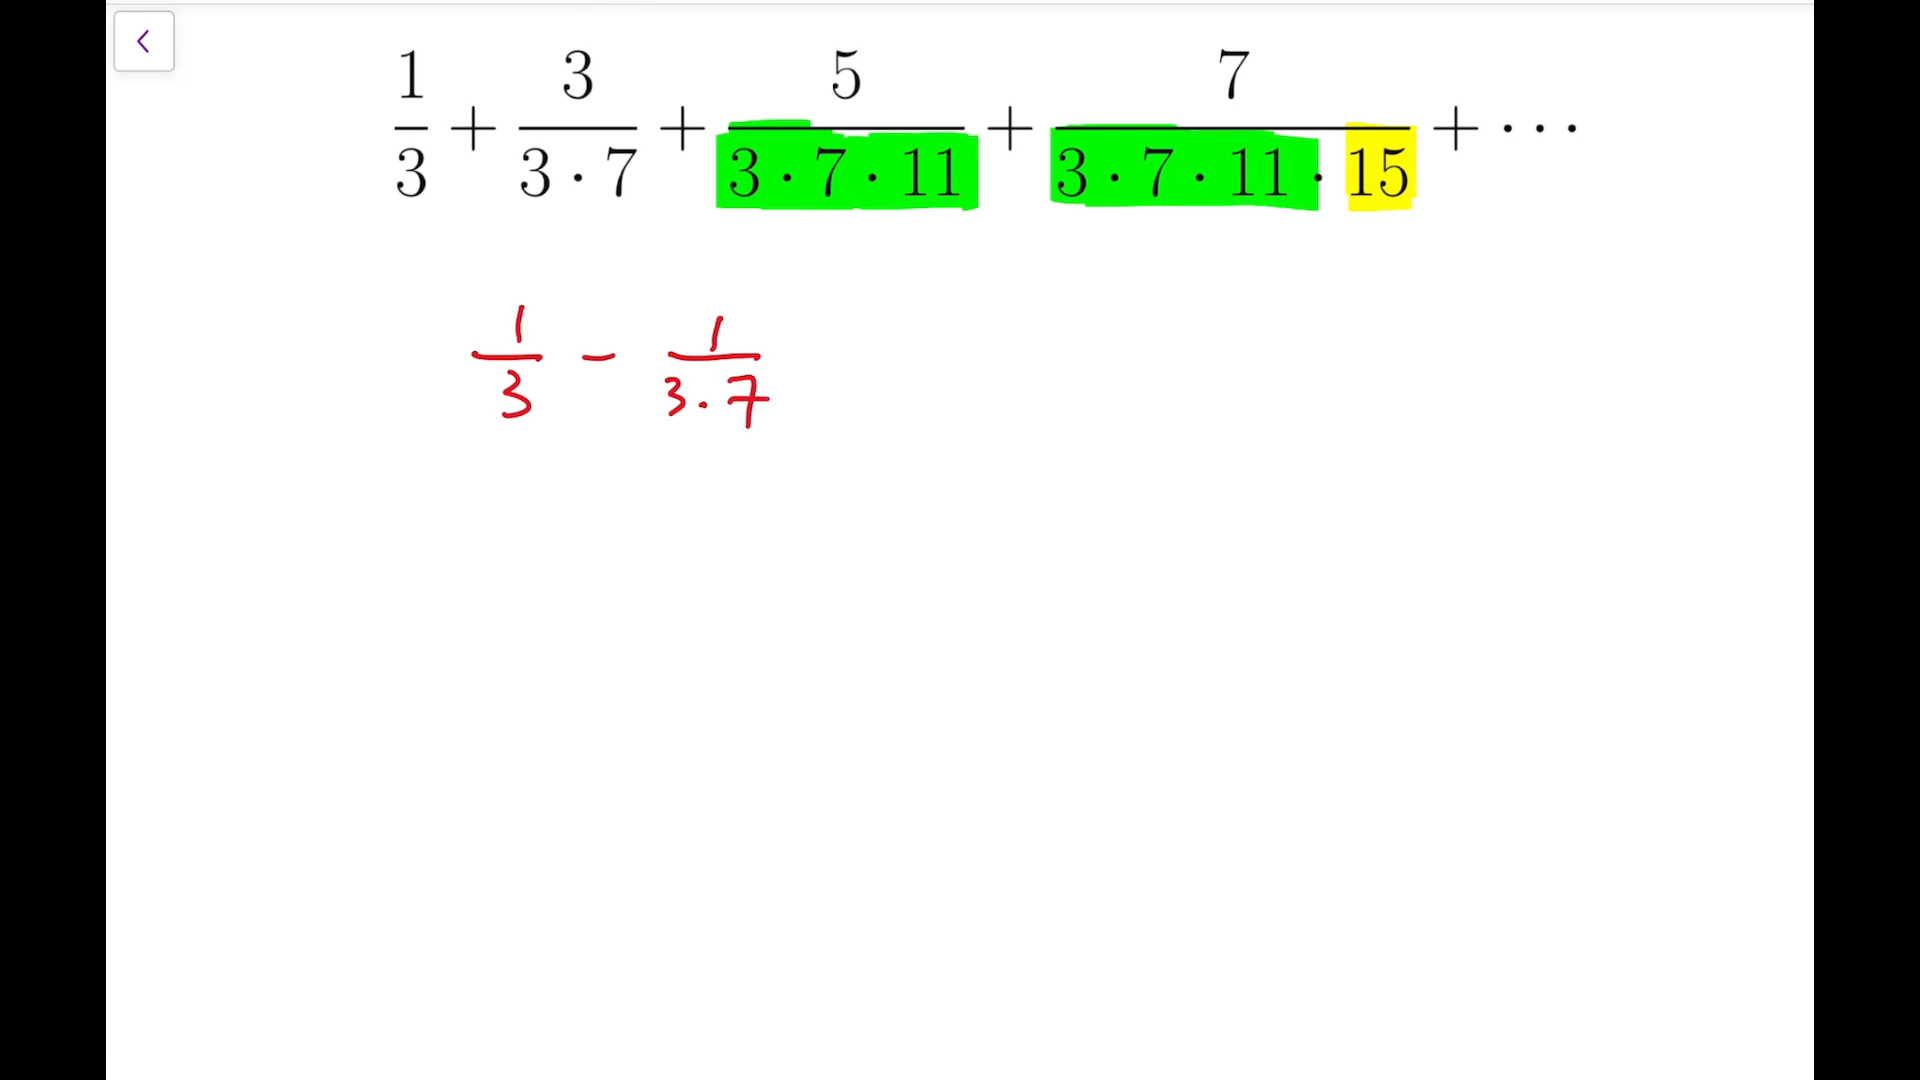 1/3 + 3/(3 · 7) + 5/(3 · 7 · 11) + 7/(3 · 7 · 11 · 15) + · · ·
1/3 - 1/(3 . 7)